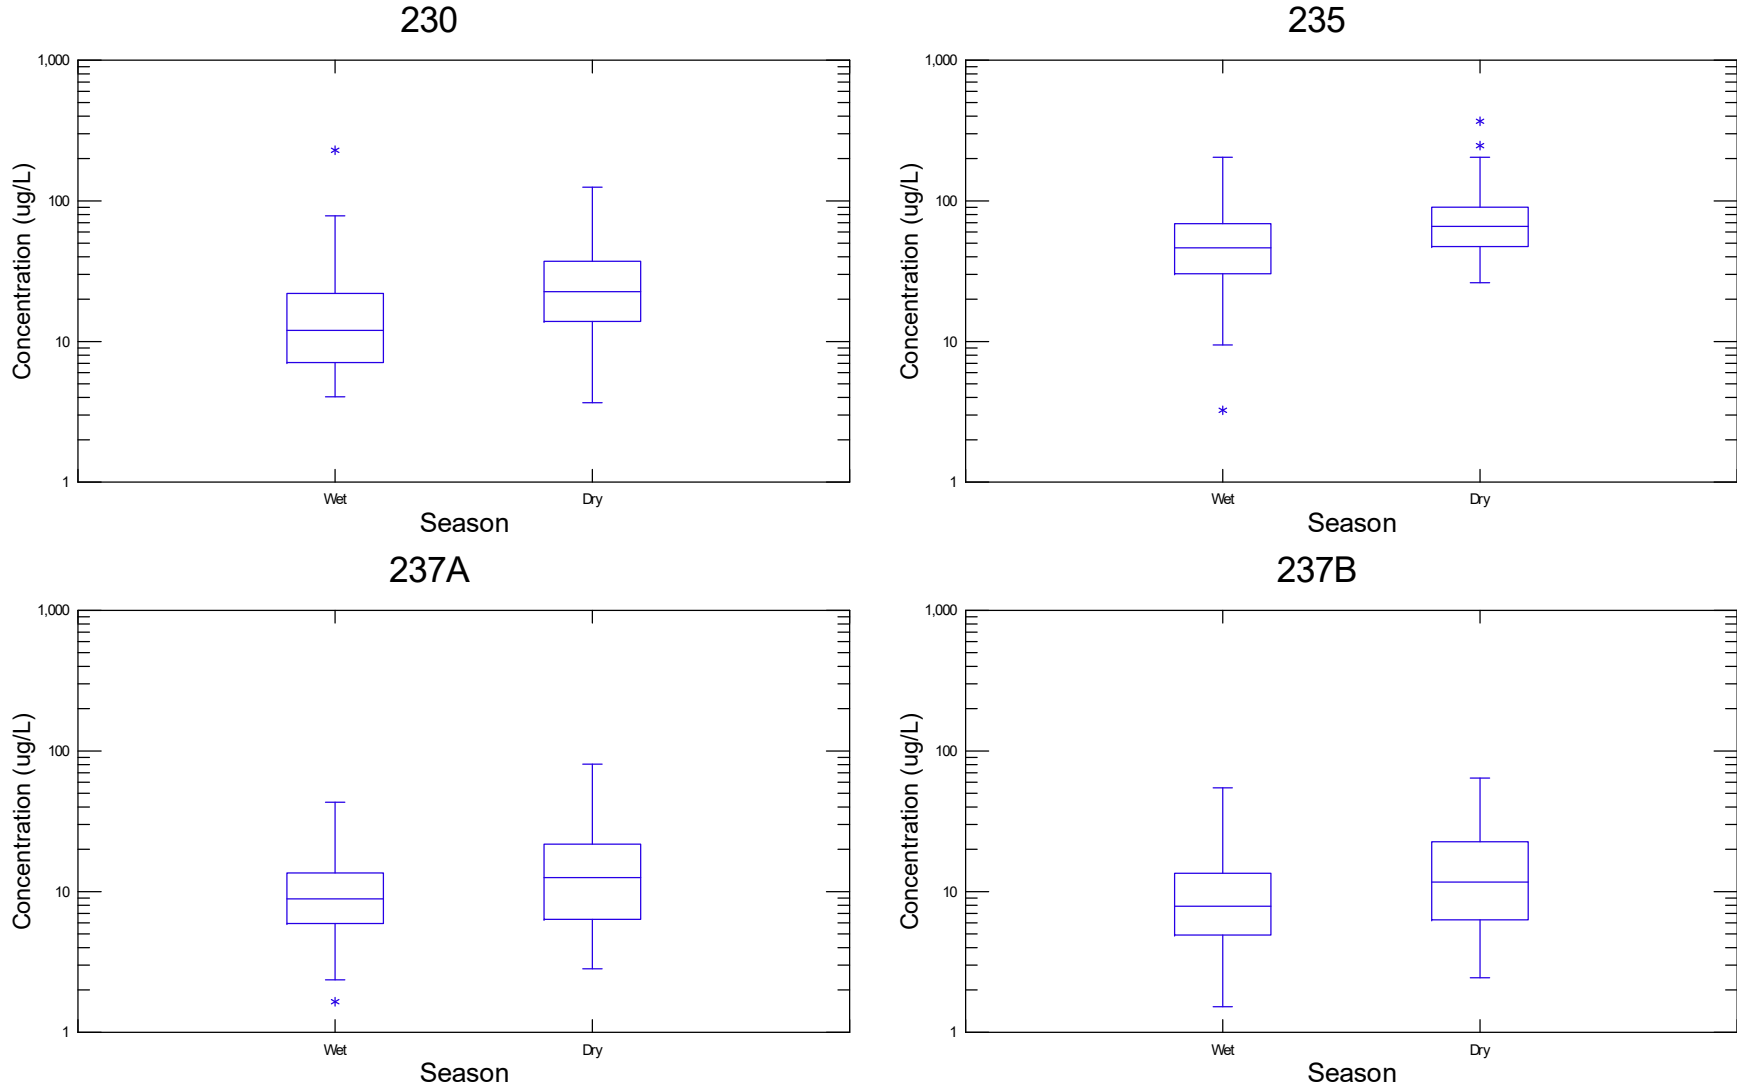 230
1,000
100
10
1
Concentration (ug/L)
Wet
Dry
Season
235
1,000
100
10
1
Concentration (ug/L)
Wet
Dry
Season
237A
1,000
100
10
1
Concentration (ug/L)
Wet
Dry
Season
237B
1,000
100
10
1
Concentration (ug/L)
Wet
Dry
Season